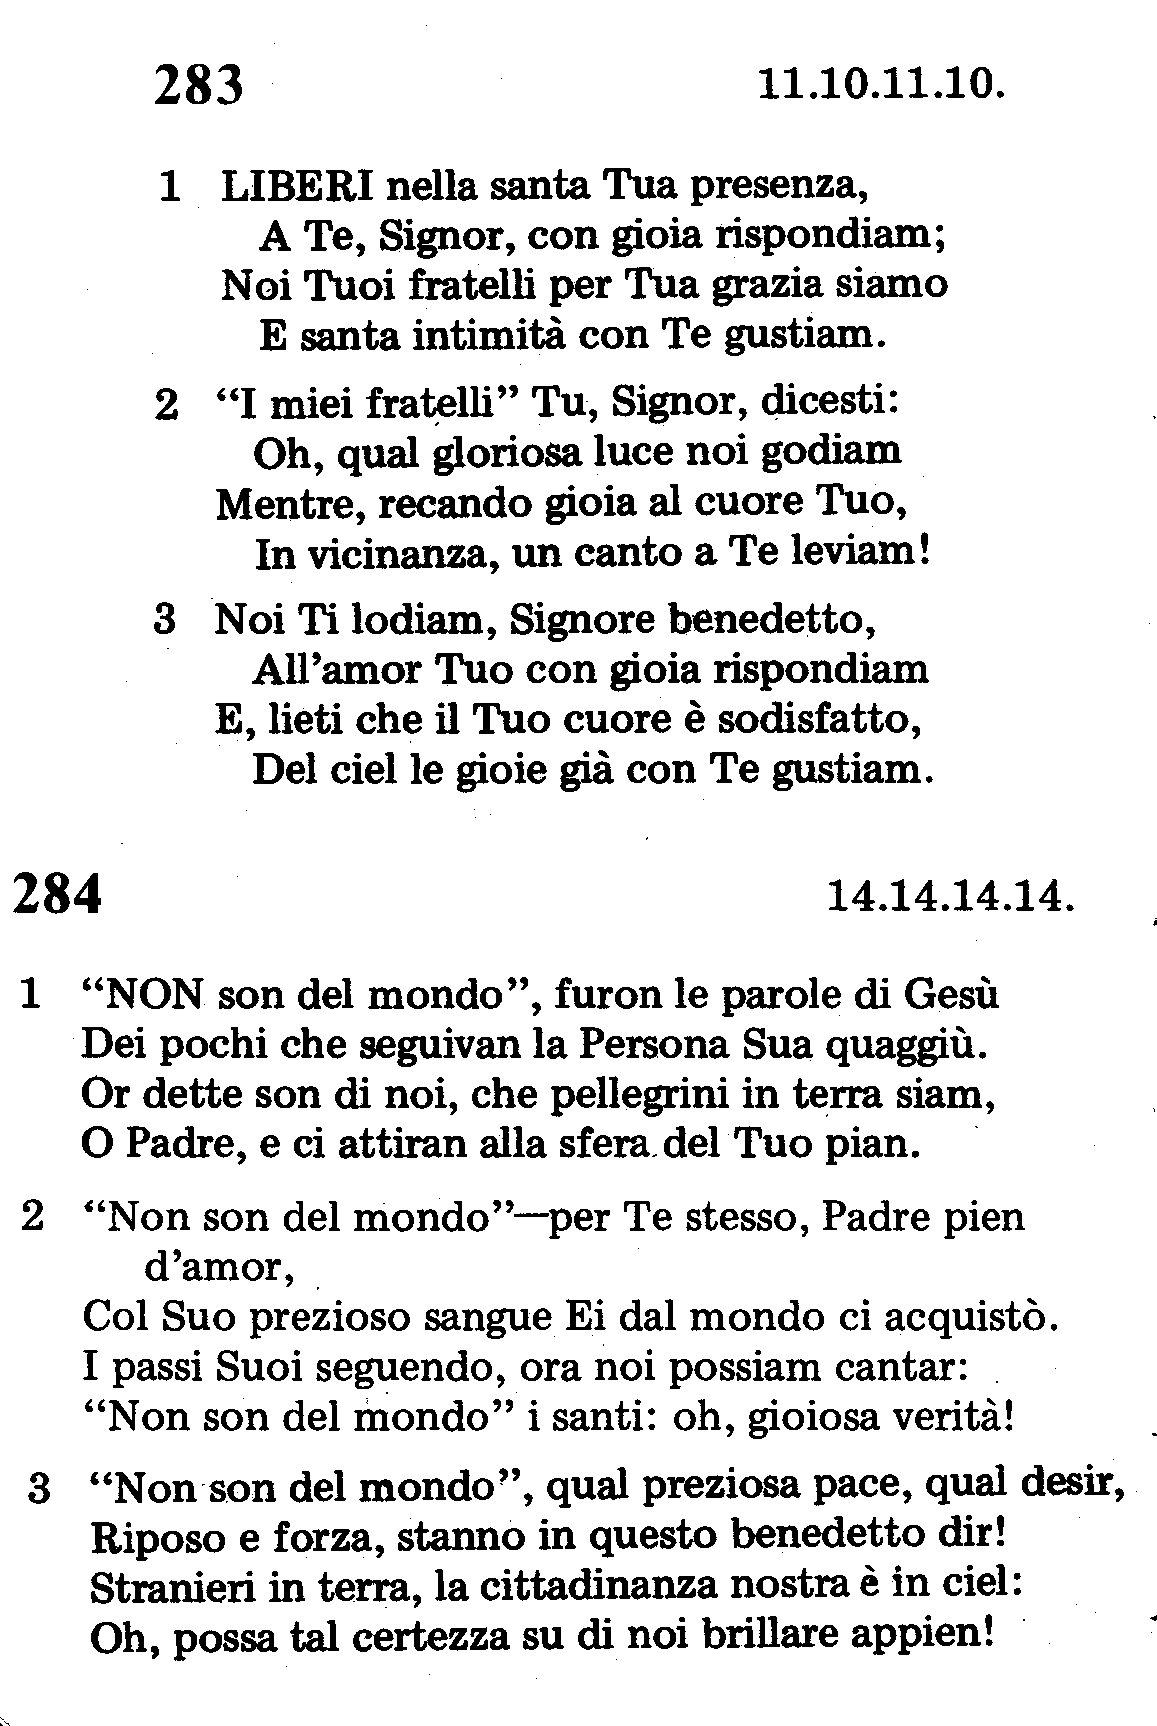 283 11.10.11.10.
1 LIBERI nella santa Tua presenza,
A Te, Signor, con gioia rispondiam;
Noi Tuoi fratelli per Tua grazia siamo
E santa intimità con Te gustiam.
2 “I miei fratelli” Tu, Signor, dicesti:
Oh, qual gloriosa luce noi godiam
Mentre, recando gioia al cuore Tuo,
In vicinanza, un canto a Te leviam!
3 Noi Ti lodiam, Signore benedetto,
All’amor Tuo con gioia rispondiam
E, lieti che il Tuo cuore è sodisfatto,
Del ciel le gioie già con Te gustiam.
284 14.14.14.14.
1 “NON son del mondo”, furon le parole di Gesù
Dei pochi che seguivan la Persona Sua quaggiù.
Or dette son di noi, che pellegrini in terra siam,
O Padre, e ci attiran alla sfera del Tuo pian.
2 “Non son del mondo”—per Te stesso, Padre pien
d’amor,
Col Suo prezioso sangue Ei dal mondo ci acquistò.
I passi Suoi seguendo, ora noi possiam cantar:
“Non son del mondo” i santi: oh, gioiosa verità!
3 “Non son del mondo”, qual preziosa pace, qual desir,
Riposo e forza, stanno in questo benedetto dir!
Stranieri in terra, la cittadinanza nostra è in ciel:
Oh, possa tal certezza su di noi brillare appien!